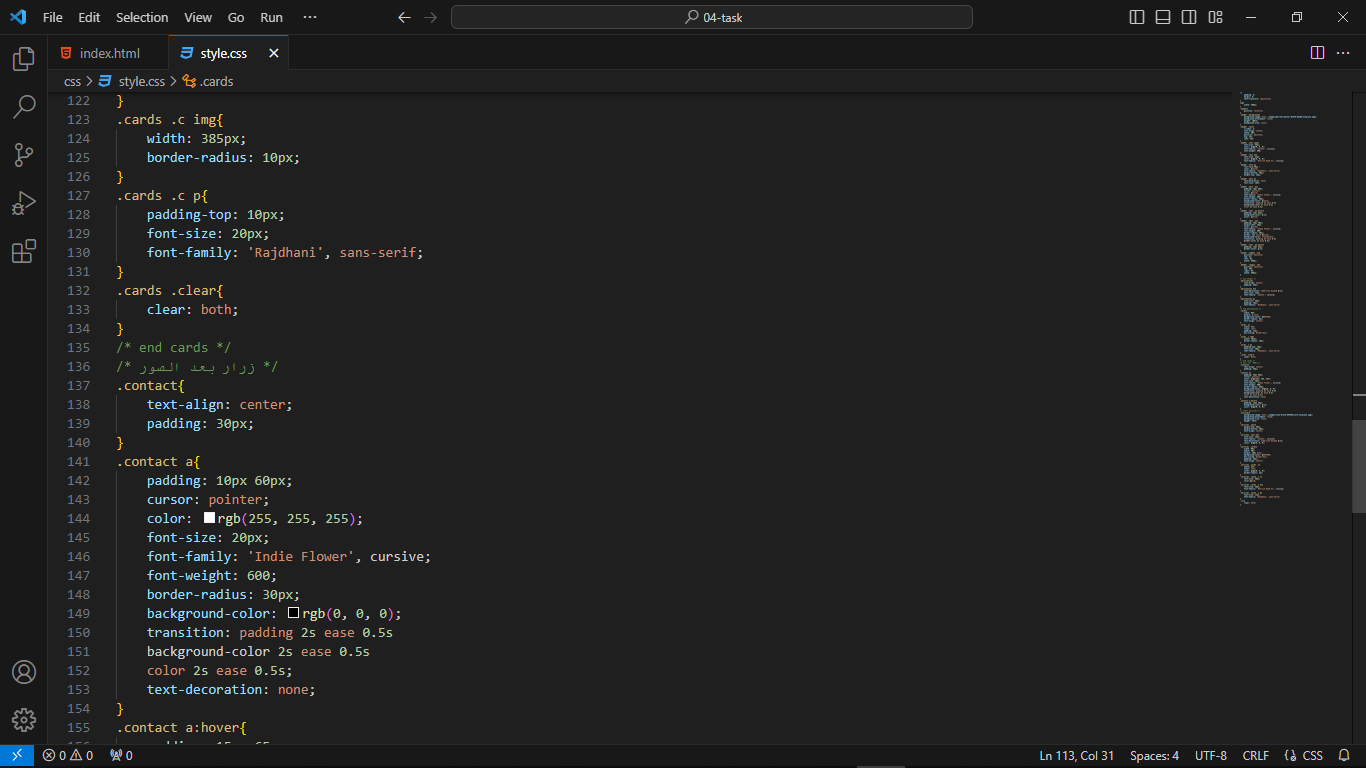 File Edit Selection View Go Run ··· 04-task
index.html style.css
css > style.css > .cards
122 }
123 .cards .c img{
124 width: 385px;
125 border-radius: 10px;
126 }
127 .cards .c p{
128 padding-top: 10px;
129 font-size: 20px;
130 font-family: 'Rajdhani', sans-serif;
131 }
132 .cards .clear{
133 clear: both;
134 }
135 /* end cards */
136 /* زرار بعد الصور */
137 .contact{
138 text-align: center;
139 padding: 30px;
140 }
141 .contact a{
142 padding: 10px 60px;
143 cursor: pointer;
144 color: rgb(255, 255, 255);
145 font-size: 20px;
146 font-family: 'Indie Flower', cursive;
147 font-weight: 600;
148 border-radius: 30px;
149 background-color: rgb(0, 0, 0);
150 transition: padding 2s ease 0.5s
151 background-color 2s ease 0.5s
152 color 2s ease 0.5s;
153 text-decoration: none;
154 }
155 .contact a:hover{
0 0 0 Ln 113, Col 31 Spaces: 4 UTF-8 CRLF CSS